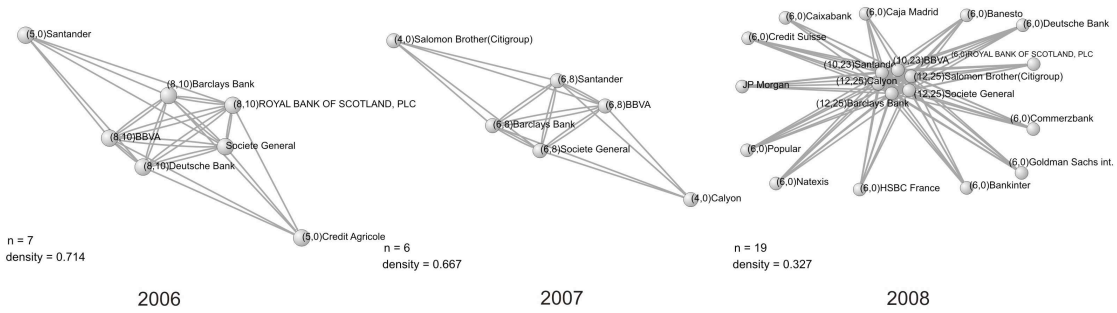 (5,0)Santander
(8,10)Barclays Bank
(8,10)ROYAL BANK OF SCOTLAND, PLC
(8,10)BBVA
Societe General
(8,10)Deutsche Bank
(5,0)Credit Agricole
n = 7
density = 0.714
2006
(4,0)Salomon Brother(Citigroup)
(6,8)Santander
(6,8)BBVA
(6,8)Barclays Bank
(6,8)Societe General
(4,0)Calyon
n = 6
density = 0.667
2007
(6,0)Caixabank
(6,0)Caja Madrid
(6,0)Banesto
(6,0)Deutsche Bank
(6,0)Credit Suisse
(6,0)ROYAL BANK OF SCOTLAND, PLC
(10,23)BBVA
(10,23)Santander
(12,25)Salomon Brother(Citigroup)
(12,25)Calyon
JP Morgan
(12,25)Societe General
(12,25)Barclays Bank
(6,0)Commerzbank
(6,0)Popular
(6,0)Goldman Sachs int.
(6,0)Natexis
(6,0)HSBC France
(6,0)Bankinter
n = 19
density = 0.327
2008